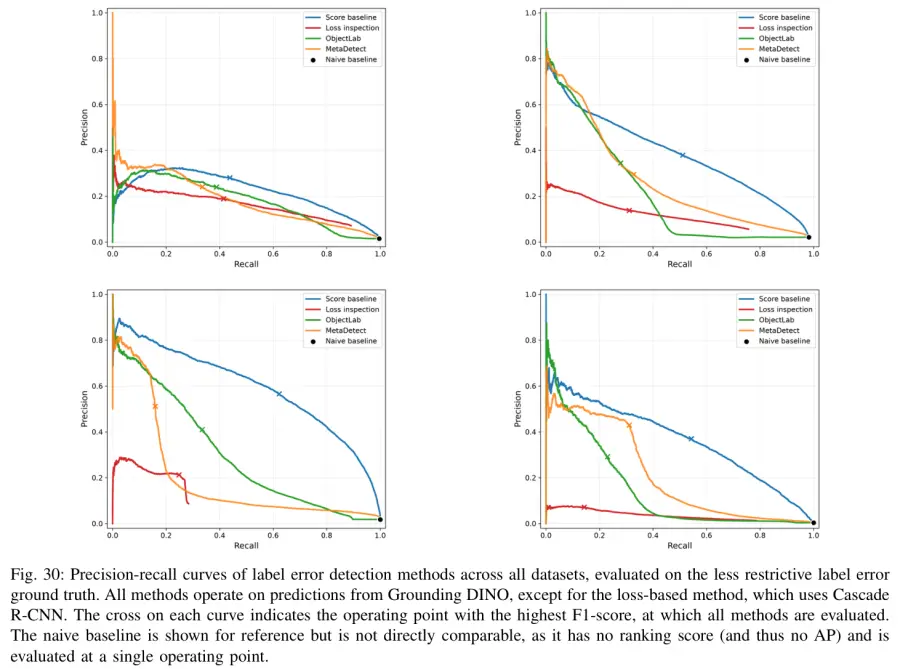 1.0
0.8
0.6
0.4
0.2
0.0
Precision
0.0 0.2 0.4 0.6 0.8 1.0
Recall
Score baseline
Loss inspection
ObjectLab
MetaDetect
Naive baseline
1.0
0.8
0.6
0.4
0.2
0.0
Precision
0.0 0.2 0.4 0.6 0.8 1.0
Recall
Score baseline
Loss inspection
ObjectLab
MetaDetect
Naive baseline
1.0
0.8
0.6
0.4
0.2
0.0
Precision
0.0 0.2 0.4 0.6 0.8 1.0
Recall
Score baseline
Loss inspection
ObjectLab
MetaDetect
Naive baseline
1.0
0.8
0.6
0.4
0.2
0.0
Precision
0.0 0.2 0.4 0.6 0.8 1.0
Recall
Score baseline
Loss inspection
ObjectLab
MetaDetect
Naive baseline
Fig. 30: Precision-recall curves of label error detection methods across all datasets, evaluated on the less restrictive label error
ground truth. All methods operate on predictions from Grounding DINO, except for the loss-based method, which uses Cascade
R-CNN. The cross on each curve indicates the operating point with the highest F1-score, at which all methods are evaluated.
The naive baseline is shown for reference but is not directly comparable, as it has no ranking score (and thus no AP) and is
evaluated at a single operating point.